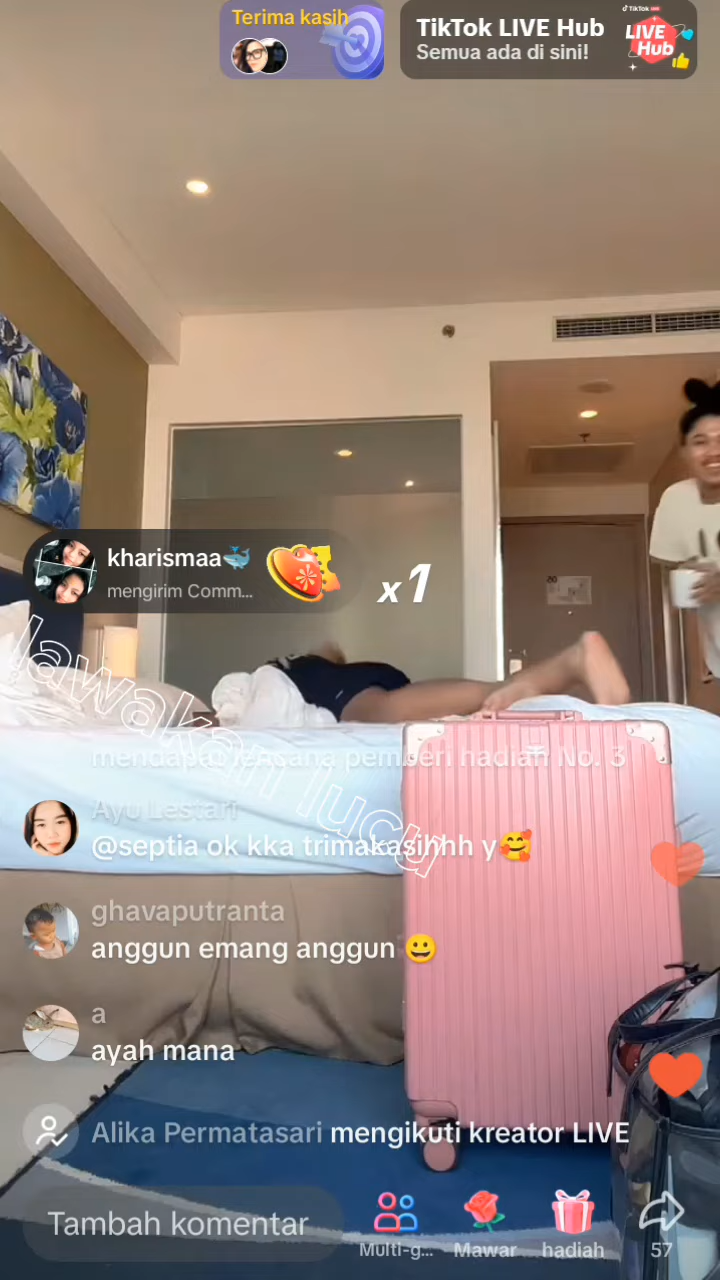 Terima kasih
TikTok LIVE Hub
Semua ada di sini!
TikTok
LIVE
Hub
kharismaa🐳
mengirim Comm...
x1
lawakan lucu
mendapat lencana pemberi hadiah No. 3
Ayu Lestari
@septia ok kka trimakasihhh y🥰
ghavaputranta
anggun emang anggun 😀
a
ayah mana
Alika Permatasari mengikuti kreator LIVE
Tambah komentar
Multi-g...
Mawar
hadiah
57